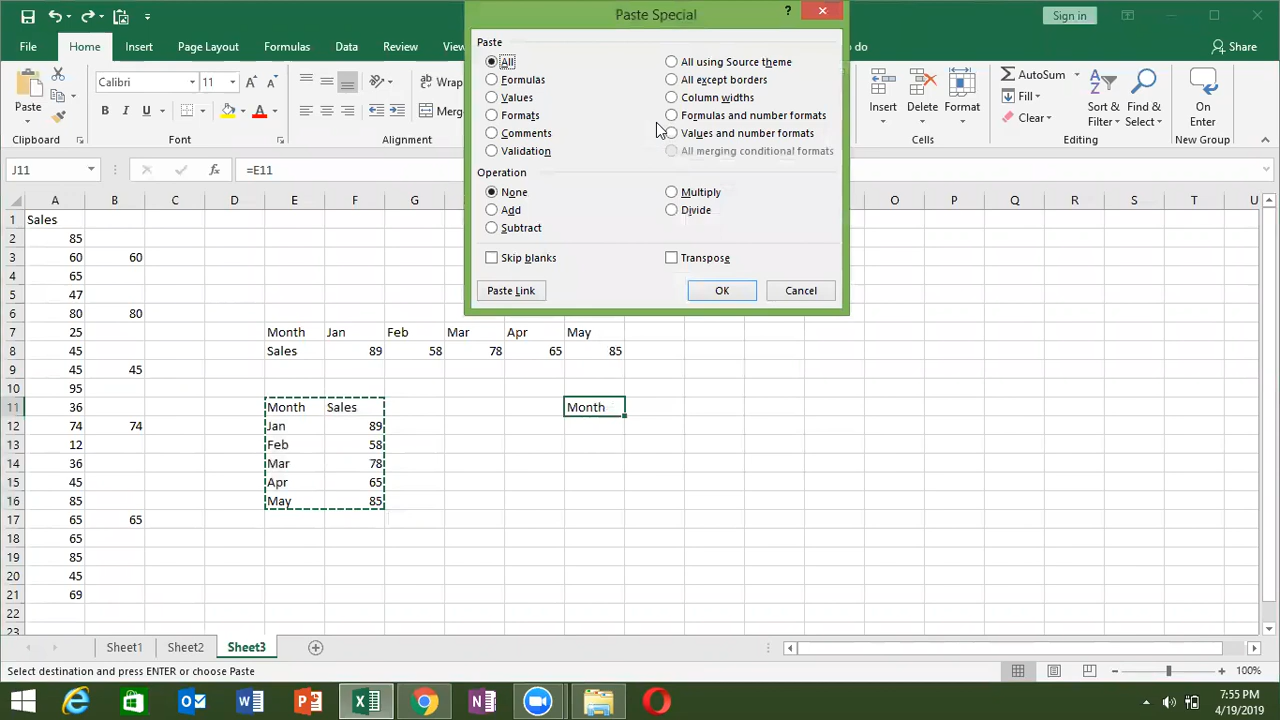 Paste Special
?
Sign in
File Home Insert Page Layout Formulas Data Review
do
Share
Paste
Calibri 11
Clipboard
B I U
Font
Alignment
Insert
Delete
Format
Cells
AutoSum
Fill
Clear
Sort &
Filter
Find &
Select
Editing
On
Enter
New Group
Paste
All
Formulas
Values
Formats
Comments
Validation
All using Source theme
All except borders
Column widths
Formulas and number formats
Values and number formats
All merging conditional formats
Operation
None
Add
Subtract
Multiply
Divide
Skip blanks
Transpose
Paste Link
OK
Cancel
J11 fx =E11
A B C D E F G P Q R S T U
1 Sales
2 85
3 60 60
4 65
5 47
6 80 80
7 25 Month Jan Feb Mar Apr May
8 45 Sales 89 58 78 65 85
9 45 45
10 95
11 36 Month Sales Month
12 74 74 Jan 89
13 12 Feb 58
14 36 Mar 78
15 45 Apr 65
16 85 May 85
17 65 65
18 65
19 85
20 45
21 69
22
23
Sheet1 Sheet2 Sheet3
Select destination and press ENTER or choose Paste
100%
7:55 PM
4/19/2019